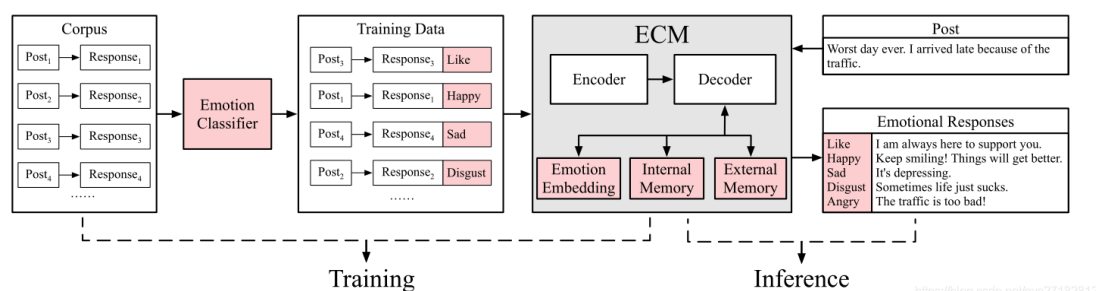 Corpus
Post1 Response1
Post2 Response2
Post3 Response3
Post4 Response4
......
Emotion
Classifier
Training Data
Post3 Response3 Like
Post1 Response1 Happy
Post4 Response4 Sad
Post2 Response2 Disgust
......
ECM
Encoder
Decoder
Emotion
Embedding
Internal
Memory
External
Memory
Post
Worst day ever. I arrived late because of the
traffic.
Emotional Responses
Like I am always here to support you.
Happy Keep smiling! Things will get better.
Sad It's depressing.
Disgust Sometimes life just sucks.
Angry The traffic is too bad!
Training
Inference